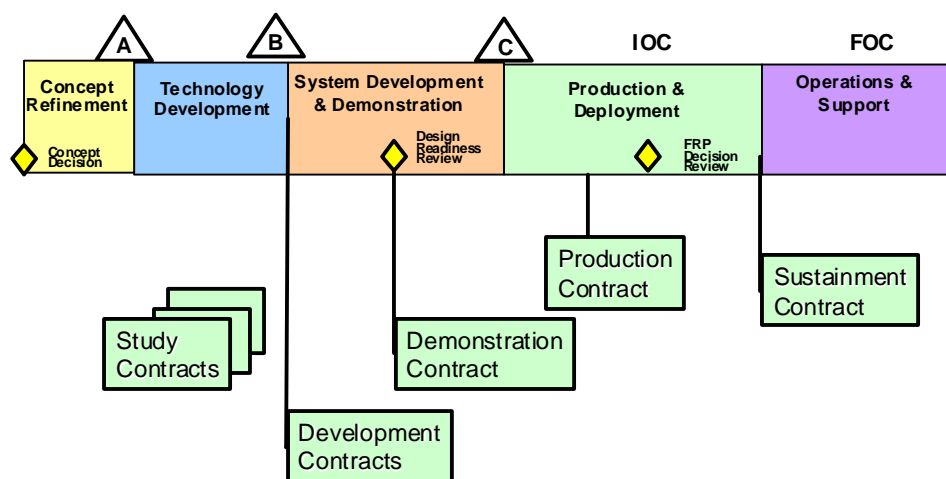 A
B
C
IOC
FOC
Concept
Refinement
Technology
Development
System Development
& Demonstration
Production &
Deployment
Operations &
Support
Concept
Decision
Design
Readiness
Review
FRP
Decision
Review
Production
Contract
Sustainment
Contract
Study
Contracts
Demonstration
Contract
Development
Contracts